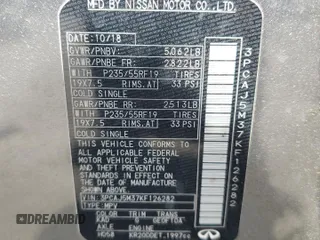 MFD BY NISSAN MOTOR CO.,LTD.
DATE:10/18
GVWR/PNBV: 5062LB
GAWR/PNBE FR: 2822LB
WITH P235/55RF19 TIRES
19X7.5 RIMS,AT 33 PSI
COLD SINGLE
GAWR/PNBE RR: 2513LB
WITH P235/55RF19 TIRES
19X7.5 RIMS,AT 33 PSI
COLD SINGLE
THIS VEHICLE CONFORMS
TO ALL APPLICABLE FEDERAL
MOTOR VEHICLE SAFETY
AND THEFT PREVENTION
STANDARDS IN EFFECT ON
THE DATE OF MANUFACTURE
SHOWN ABOVE.
VIN: 3PCAJ5M37KF126282
TYPE: MPV
COLOR TRIM TRANS
KAD G
AXLE ENGINE
HD58 KR20DDET,1997cc
3PCAJ5M37KF126282